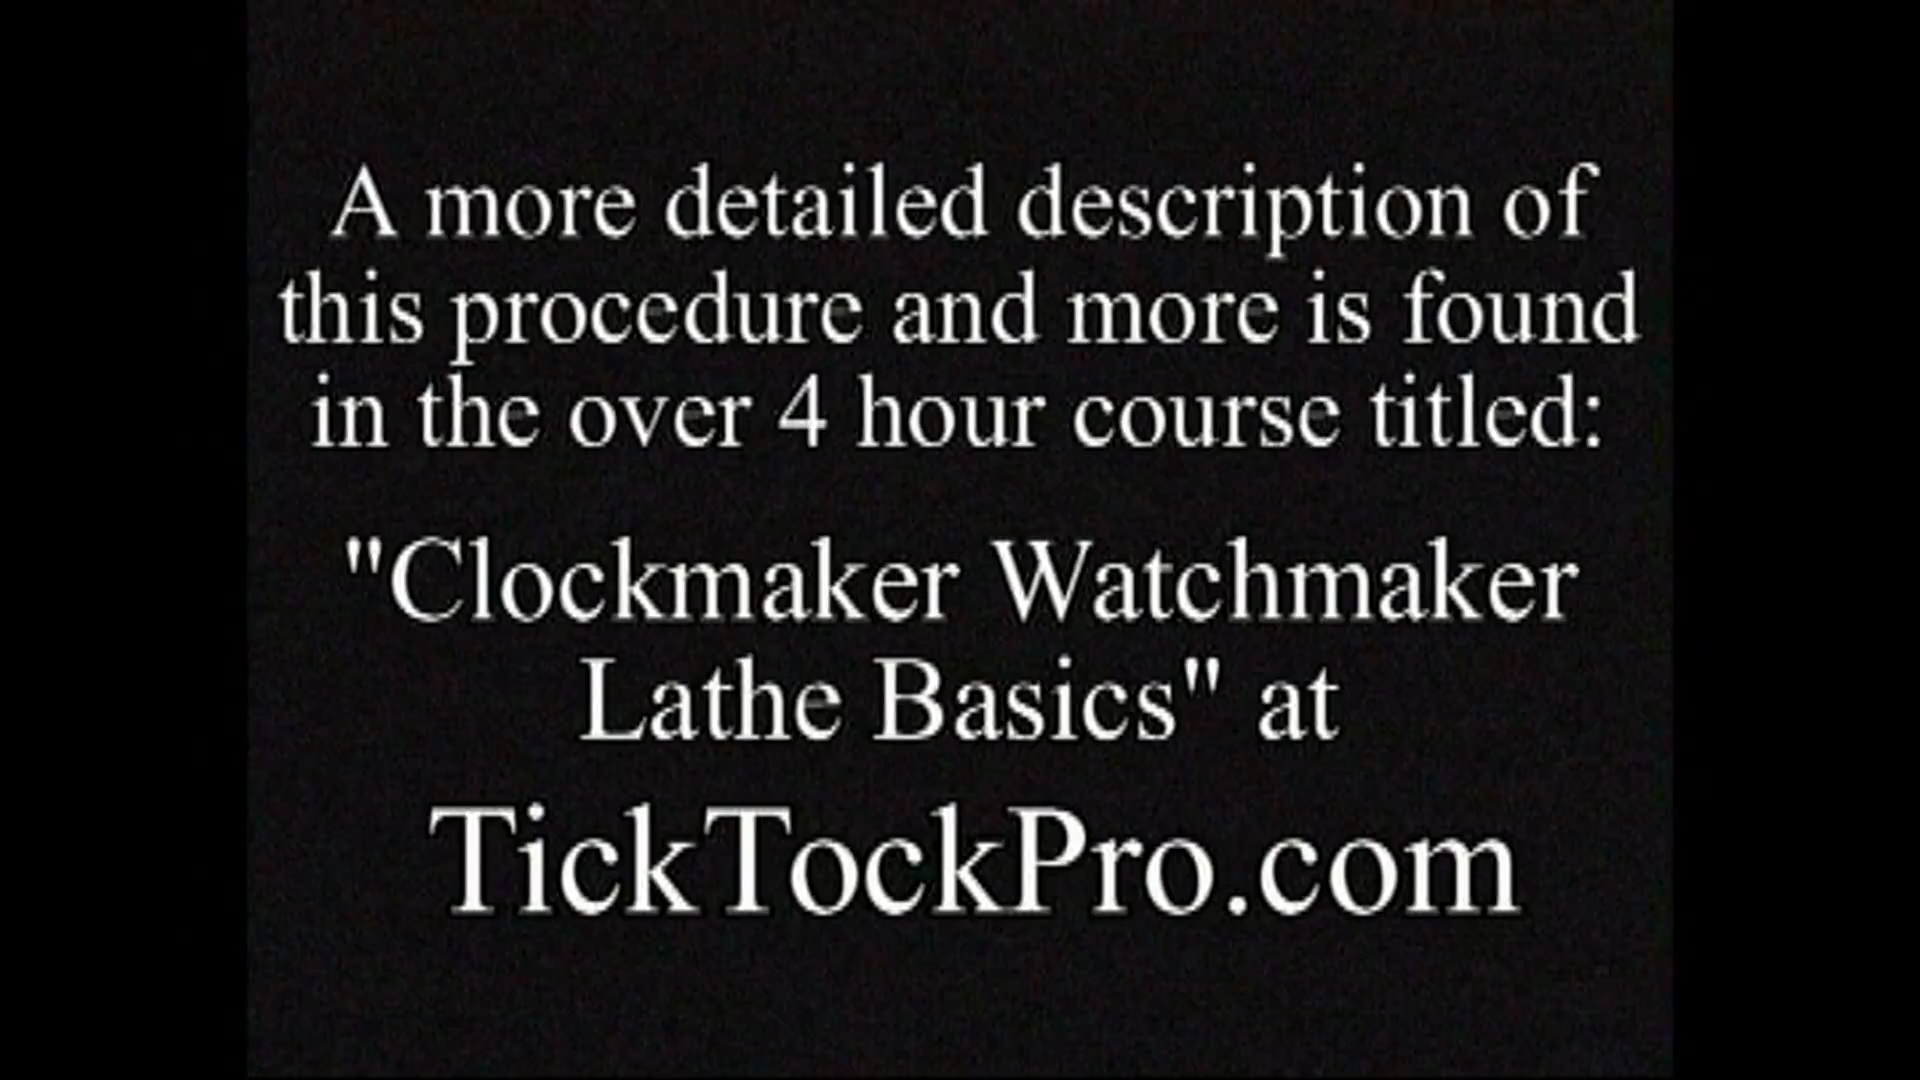 A more detailed description of
this procedure and more is found
in the over 4 hour course titled:
"Clockmaker Watchmaker
Lathe Basics" at
TickTockPro.com